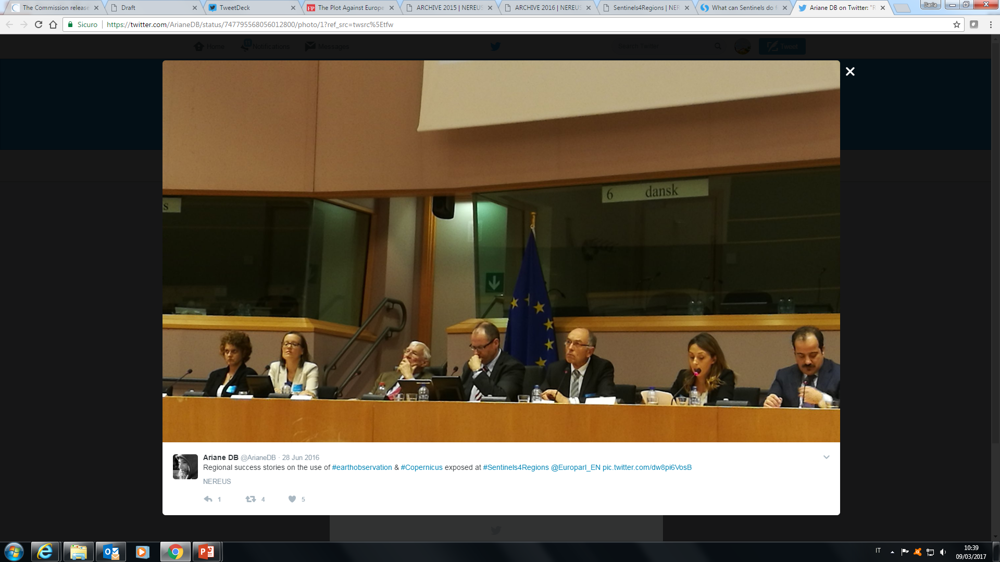 The Commission release
Draft
TweetDeck
The Plot Against Europe
ARCHIVE 2015 | NEREUS
ARCHIVE 2016 | NEREUS
Sentinels4Regions | NER
What can Sentinels do f
Ariane DB on Twitter: "R
Ilaria
Sicuro
https://twitter.com/ArianeDB/status/747795568056012800/photo/1?ref_src=twsrc%5Etfw
Home
Notifications
Messages
Search Twitter
Tweet
s
6 dansk
Ariane DB @ArianeDB · 28 Jun 2016
Regional success stories on the use of #earthobservation & #Copernicus exposed at #Sentinels4Regions @Europarl_EN pic.twitter.com/dw8pi6VosB
NEREUS
1 4 5
IT
10:39
09/03/2017